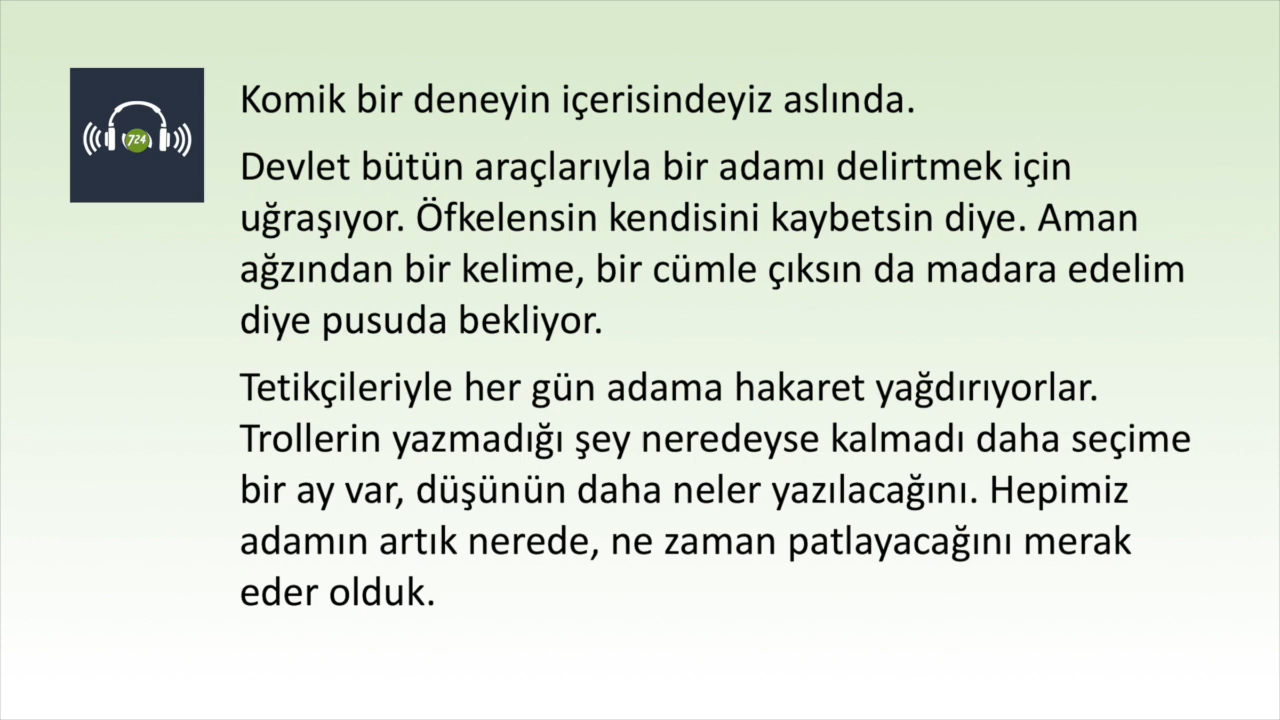 724
Komik bir deneyin içerisindeyiz aslında.
Devlet bütün araçlarıyla bir adamı delirtmek için
uğraşıyor. Öfkelensin kendisini kaybetsin diye. Aman
ağzından bir kelime, bir cümle çıksın da madara edelim
diye pusuda bekliyor.
Tetikçileriyle her gün adama hakaret yağdırıyorlar.
Trollerin yazmadığı şey neredeyse kalmadı daha seçime
bir ay var, düşünün daha neler yazılacağını. Hepimiz
adamın artık nerede, ne zaman patlayacağını merak
eder olduk.